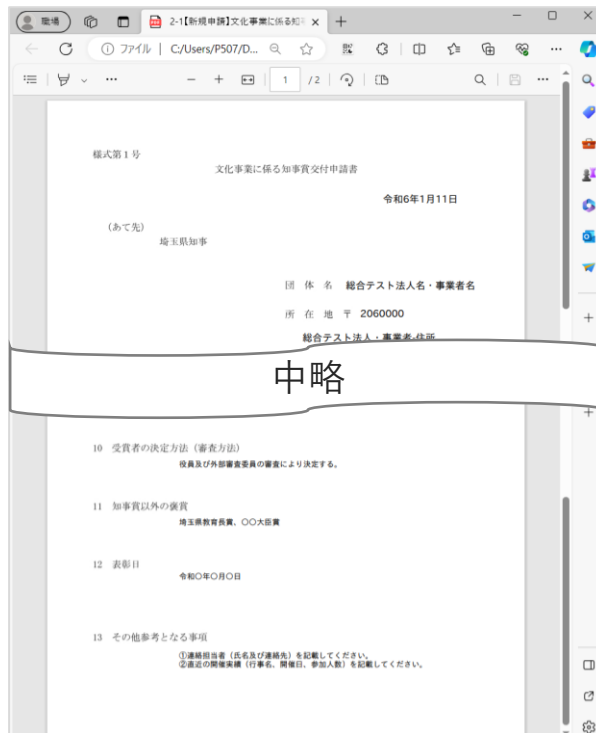 職場
2-1【新規申請】文化事業に係る知
ファイル
C:/Users/P507/D...
1 /2
様式第1号
文化事業に係る知事賞交付申請書
令和6年1月11日
(あて先)
埼玉県知事
団 体 名 総合テスト法人名・事業者名
所 在 地 〒 2060000
総合テスト法人・事業者-住所
中略
10 受賞者の決定方法(審査方法)
役員及び外部審査委員の審査により決定する。
11 知事賞以外の褒賞
埼玉県教育長賞、〇〇大臣賞
12 表彰日
令和〇年〇月〇日
13 その他参考となる事項
①連絡担当者(氏名及び連絡先)を記載してください。
②直近の開催実績(行事名、開催日、参加人数)を記載してください。